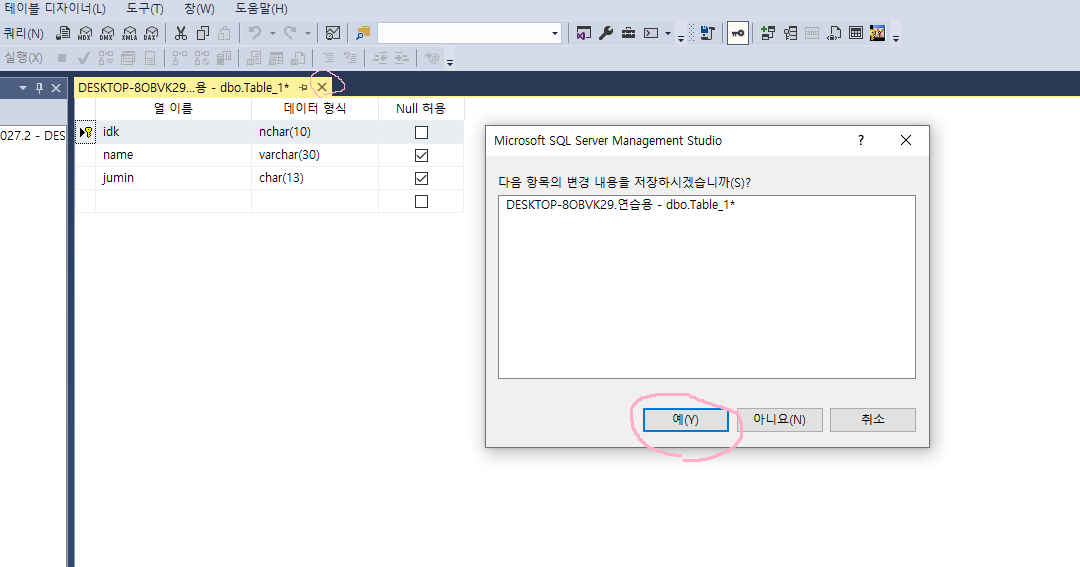 테이블 디자이너(L) 도구(T) 창(W) 도움말(H)
쿼리(N) MDX DMX XMLA DAX
실행(X)
DESKTOP-8OBVK29...용 - dbo.Table_1*
027.2 - DES
열 이름 데이터 형식 Null 허용
idk nchar(10)
name varchar(30)
jumin char(13)
Microsoft SQL Server Management Studio ?
다음 항목의 변경 내용을 저장하시겠습니까(S)?
DESKTOP-8OBVK29.연습용 - dbo.Table_1*
예(Y) 아니요(N) 취소